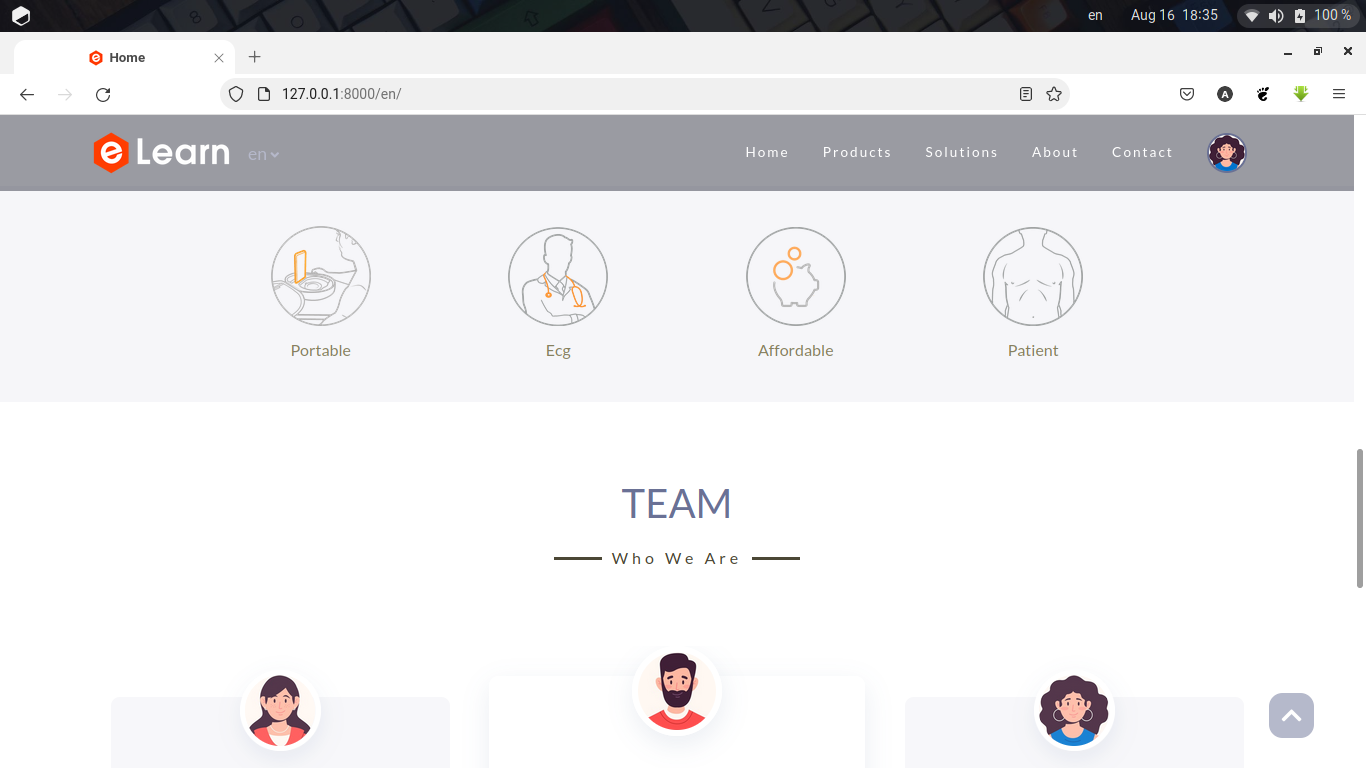 en Aug 16 18:35 100 %
Home
127.0.0.1:8000/en/
e Learn en Home Products Solutions About Contact
Portable Ecg Affordable Patient
TEAM
Who We Are